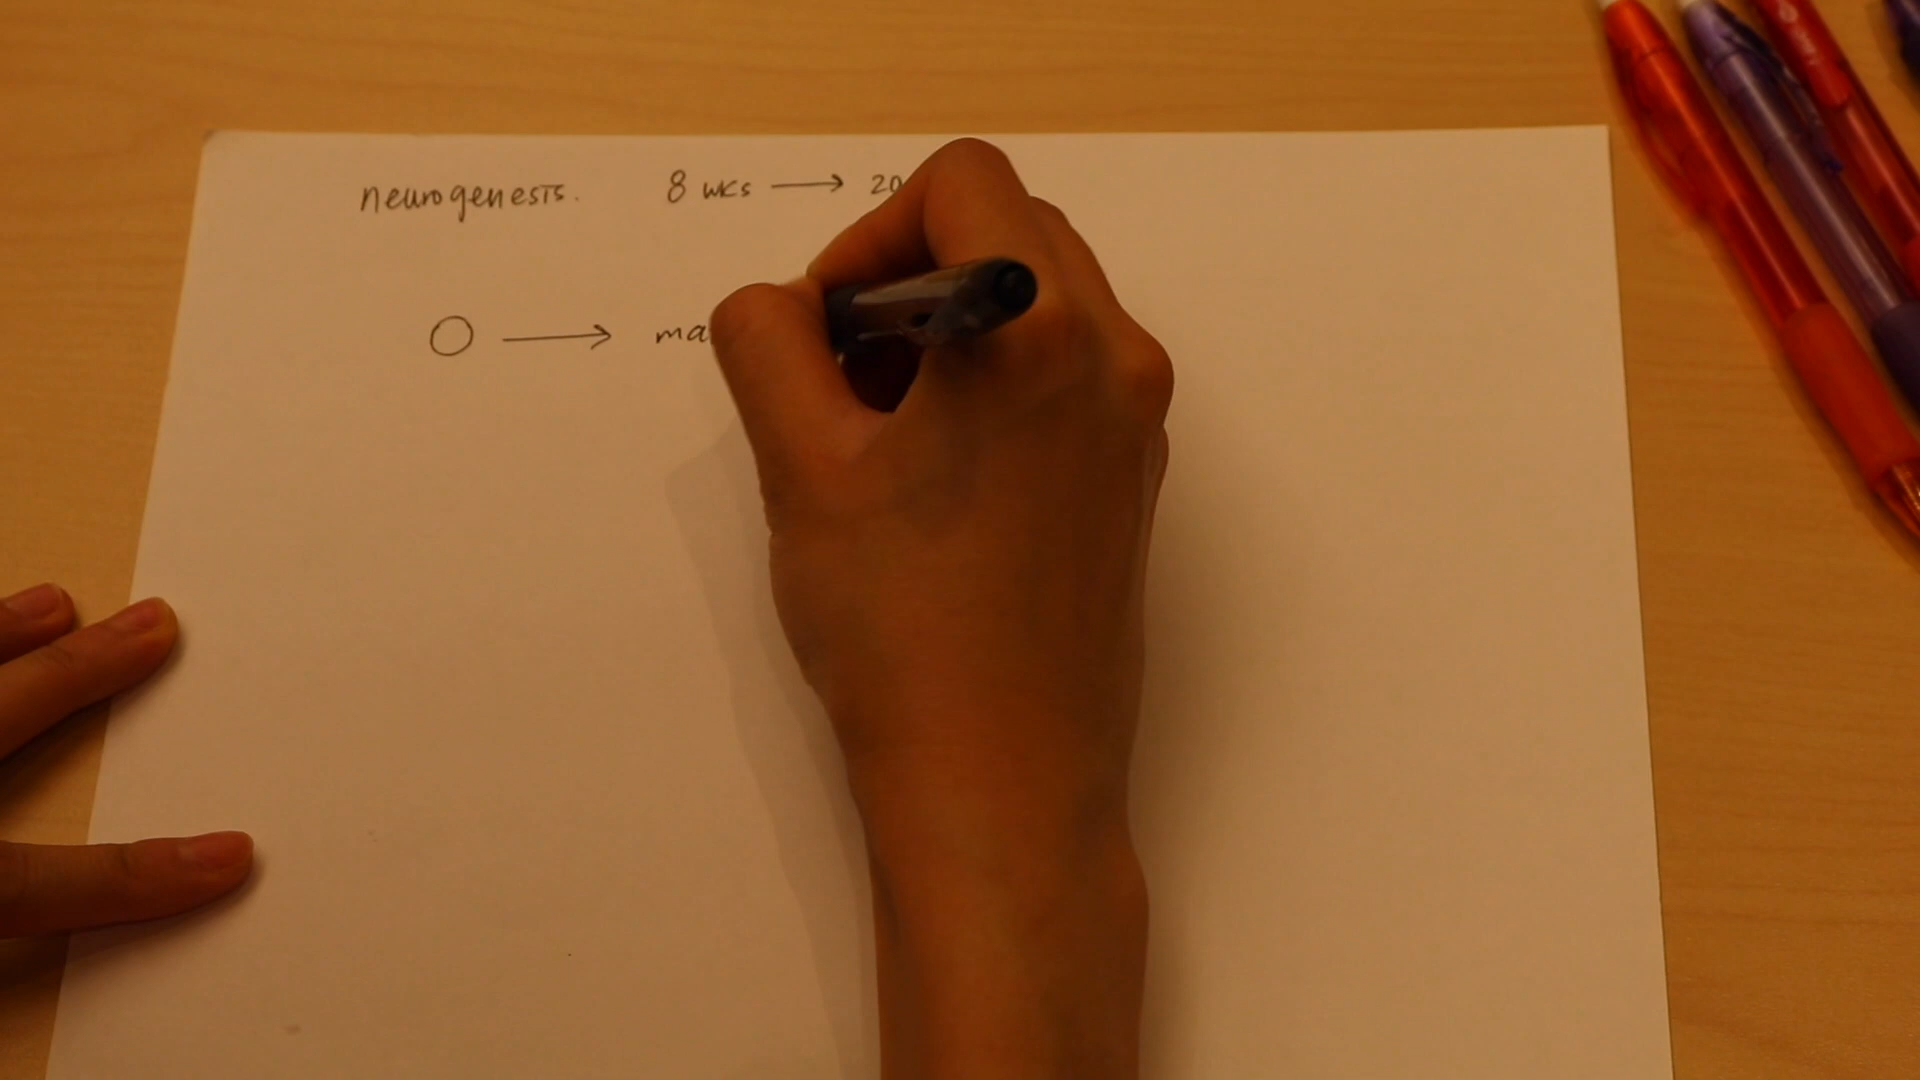 neurogenesis. 8 wks → 20
○ → ma